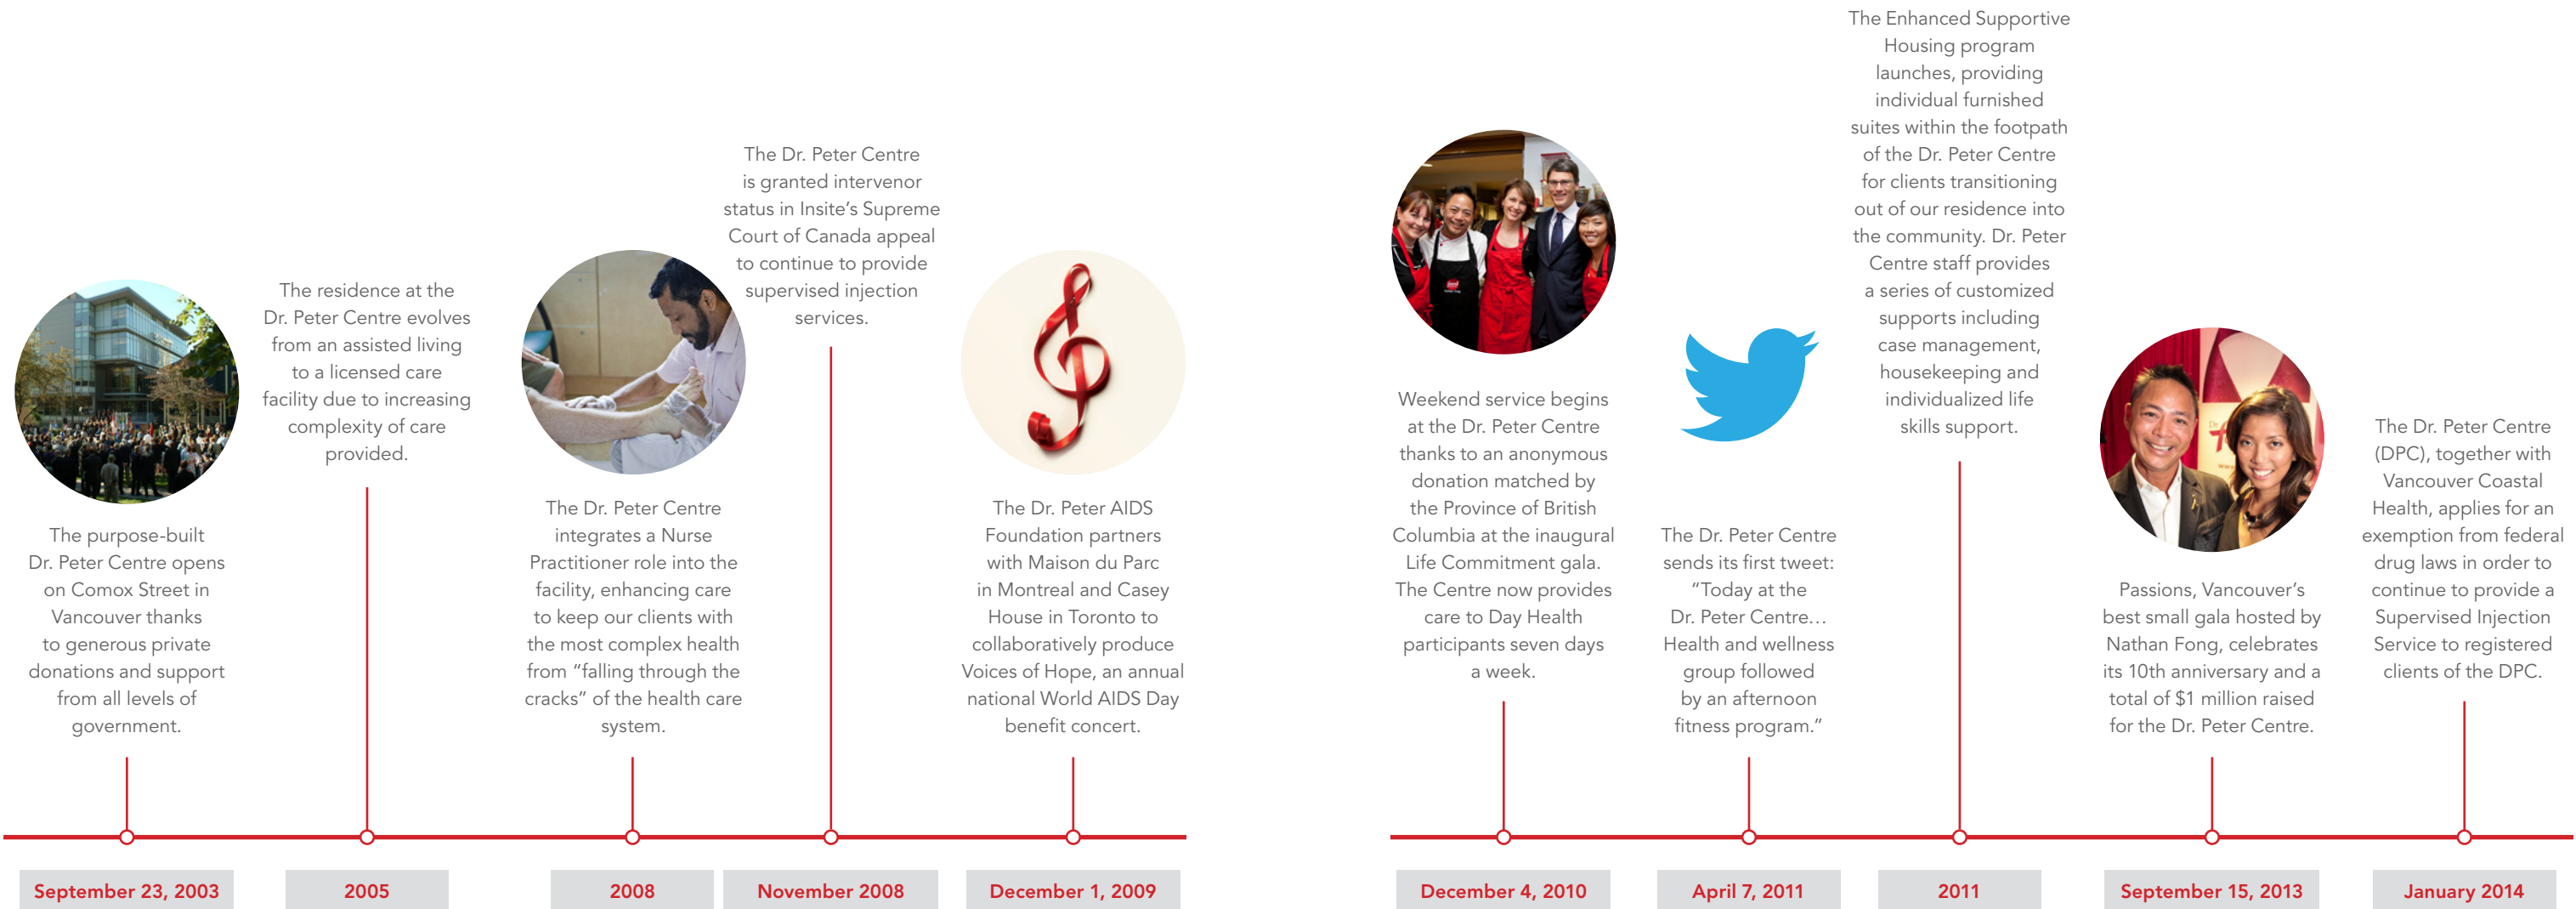 The purpose-built
Dr. Peter Centre opens
on Comox Street in
Vancouver thanks
to generous private
donations and support
from all levels of
government.
September 23, 2003
The residence at the
Dr. Peter Centre evolves
from an assisted living
to a licensed care
facility due to increasing
complexity of care
provided.
2005
The Dr. Peter Centre
integrates a Nurse
Practitioner role into the
facility, enhancing care
to keep our clients with
the most complex health
from “falling through the
cracks” of the health care
system.
2008
The Dr. Peter Centre
is granted intervenor
status in Insite’s Supreme
Court of Canada appeal
to continue to provide
supervised injection
services.
November 2008
The Dr. Peter AIDS
Foundation partners
with Maison du Parc
in Montreal and Casey
House in Toronto to
collaboratively produce
Voices of Hope, an annual
national World AIDS Day
benefit concert.
December 1, 2009
Weekend service begins
at the Dr. Peter Centre
thanks to an anonymous
donation matched by
the Province of British
Columbia at the inaugural
Life Commitment gala.
The Centre now provides
care to Day Health
participants seven days
a week.
December 4, 2010
The Dr. Peter Centre
sends its first tweet:
“Today at the
Dr. Peter Centre…
Health and wellness
group followed
by an afternoon
fitness program.”
April 7, 2011
The Enhanced Supportive
Housing program
launches, providing
individual furnished
suites within the footpath
of the Dr. Peter Centre
for clients transitioning
out of our residence into
the community. Dr. Peter
Centre staff provides
a series of customized
supports including
case management,
housekeeping and
individualized life
skills support.
2011
Passions, Vancouver’s
best small gala hosted by
Nathan Fong, celebrates
its 10th anniversary and a
total of $1 million raised
for the Dr. Peter Centre.
September 15, 2013
The Dr. Peter Centre
(DPC), together with
Vancouver Coastal
Health, applies for an
exemption from federal
drug laws in order to
continue to provide a
Supervised Injection
Service to registered
clients of the DPC.
January 2014